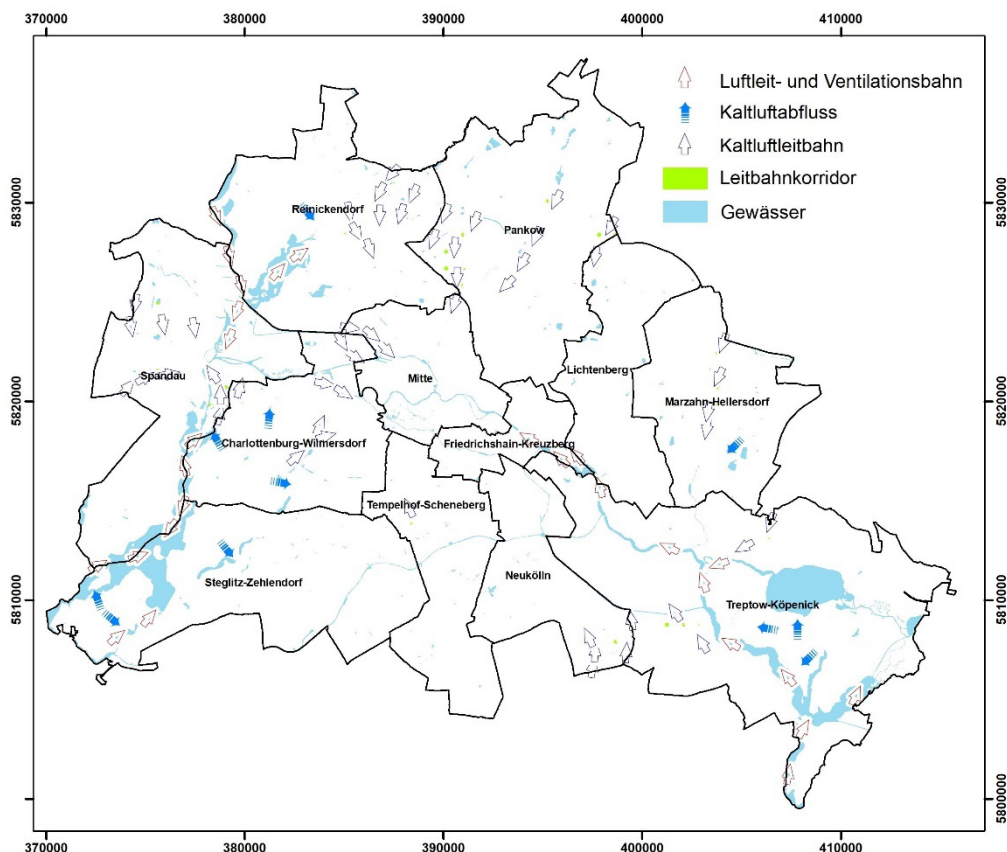 370000 380000 390000 400000 410000
Luftleit- und Ventilationsbahn
Kaltluftabfluss
Kaltluftleitbahn
Leitbahnkorridor
Gewässer
5830000 5830000
Reinickendorf
Pankow
Spandau
Mitte
Lichtenberg
5820000 5820000
Marzahn-Hellersdorf
Charlottenburg-Wilmersdorf
Friedrichshain-Kreuzberg
Tempelhof-Scheneberg
Steglitz-Zehlendorf
Neukölln
5810000 5810000
Treptow-Köpenick
5800000
370000 380000 390000 400000 410000